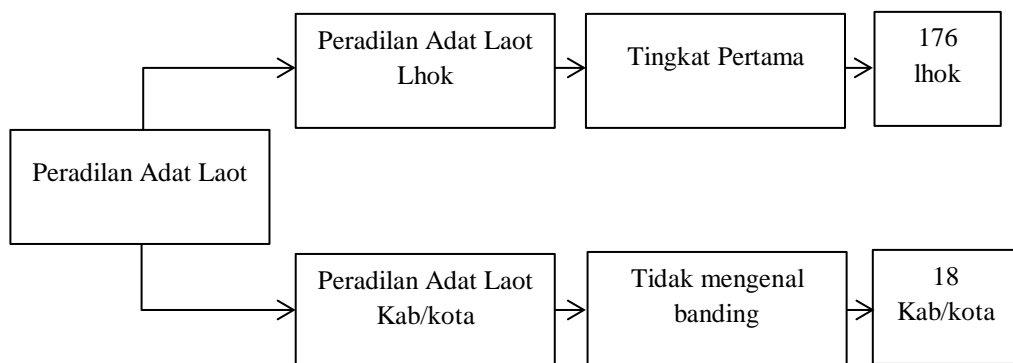 Peradilan Adat Laot
Peradilan Adat Laot
Lhok
Tingkat Pertama
176
lhok
Peradilan Adat Laot
Kab/kota
Tidak mengenal
banding
18
Kab/kota